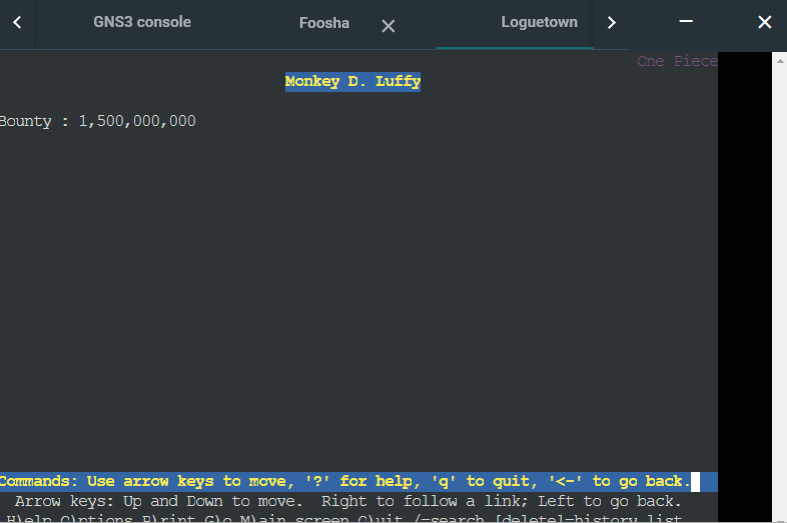 GNS3 console Foosha Loguetown
One Piece
Monkey D. Luffy
Bounty : 1,500,000,000
Commands: Use arrow keys to move, '?' for help, 'q' to quit, '<-' to go back.
Arrow keys: Up and Down to move. Right to follow a link; Left to go back.
H)elp O)ptions P)rint G)o M)ain screen Q)uit /=search [delete]=history list